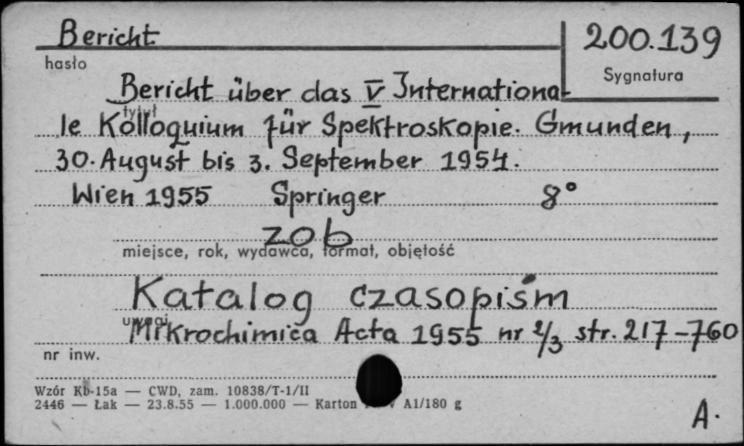 Bericht
200.139
hasło
Sygnatura
Bericht über das V Internationa-
tytuł
le Kolloquium für Spektroskopie. Gmunden,
30. August bis 3. September 1954.
Wien 1955 Springer 8°
zob
miejsce, rok, wydawca, format, objętość
Katalog czasopism
uwagi
Mikrochimica Acta 1955 nr 2/3 str. 217-760
nr inw.
Wzór Kb-15a — CWD, zam. 10838/T-1/II
2446 — Łak — 23.8.55 — 1.000.000 — Karton A1/180 g
A.